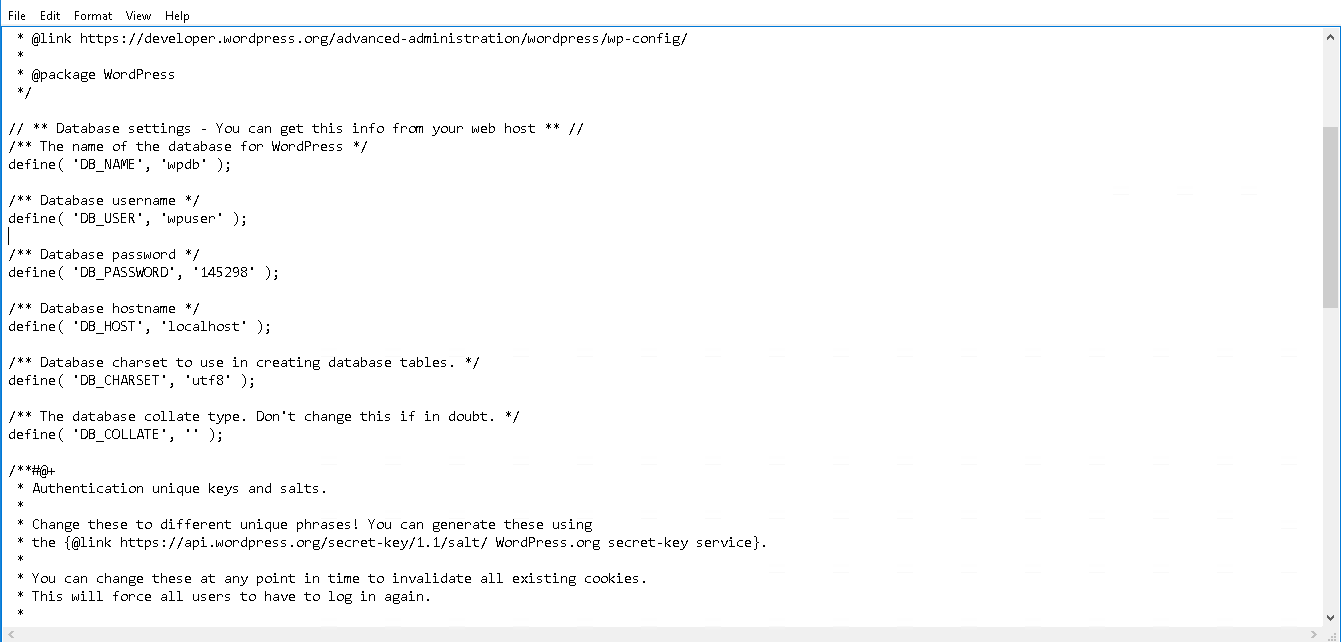 File Edit Format View Help
 * @link https://developer.wordpress.org/advanced-administration/wordpress/wp-config/
 *
 * @package WordPress
 */
// ** Database settings - You can get this info from your web host ** //
/** The name of the database for WordPress */
define( 'DB_NAME', 'wpdb' );
/** Database username */
define( 'DB_USER', 'wpuser' );
/** Database password */
define( 'DB_PASSWORD', '145298' );
/** Database hostname */
define( 'DB_HOST', 'localhost' );
/** Database charset to use in creating database tables. */
define( 'DB_CHARSET', 'utf8' );
/** The database collate type. Don't change this if in doubt. */
define( 'DB_COLLATE', '' );
/**#@+
 * Authentication unique keys and salts.
 *
 * Change these to different unique phrases! You can generate these using
 * the {@link https://api.wordpress.org/secret-key/1.1/salt/ WordPress.org secret-key service}.
 *
 * You can change these at any point in time to invalidate all existing cookies.
 * This will force all users to have to log in again.
 *